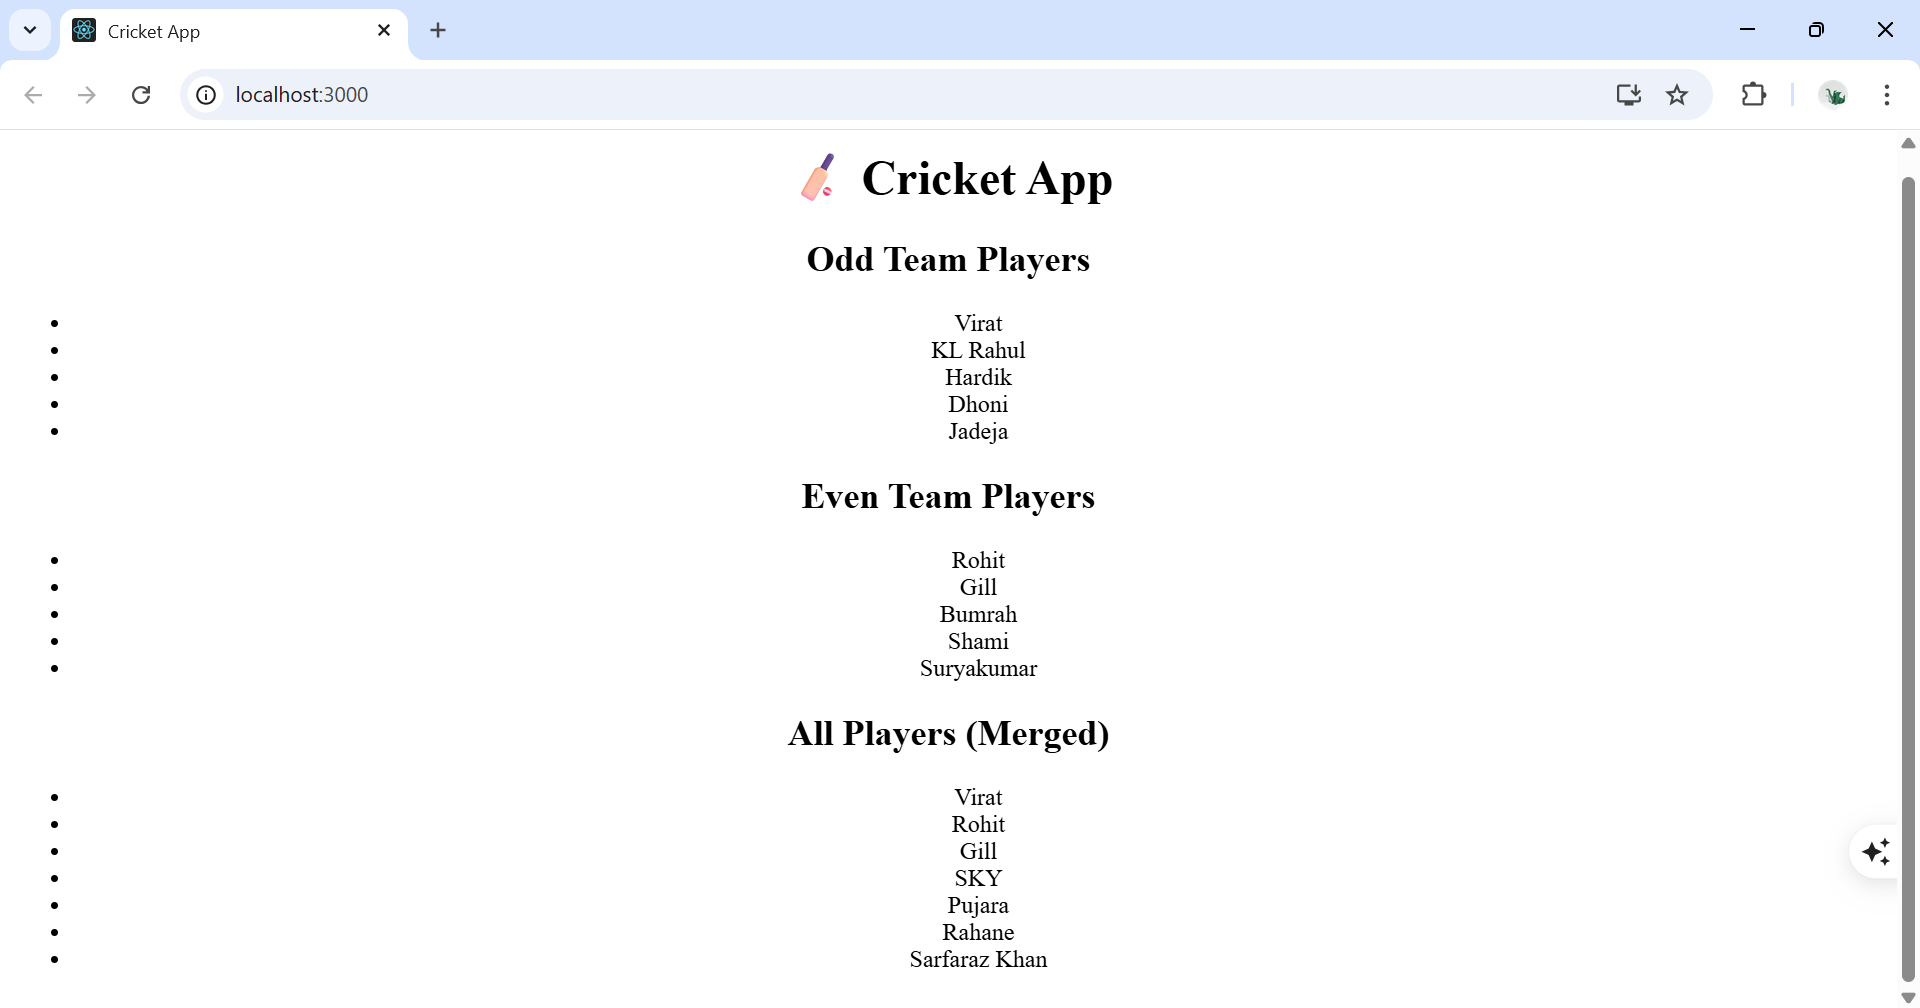 Cricket App
localhost:3000
Cricket App
Odd Team Players
Virat
KL Rahul
Hardik
Dhoni
Jadeja
Even Team Players
Rohit
Gill
Bumrah
Shami
Suryakumar
All Players (Merged)
Virat
Rohit
Gill
SKY
Pujara
Rahane
Sarfaraz Khan